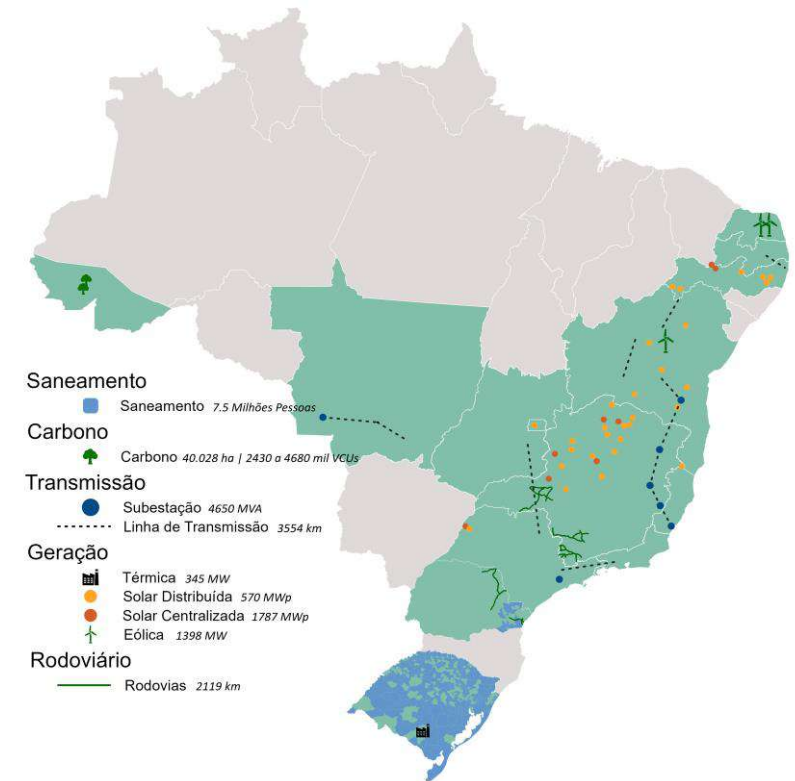 Saneamento
Saneamento 7.5 Milhões Pessoas
Carbono
Carbono 40.028 ha | 2430 a 4680 mil VCUs
Transmissão
Subestação 4650 MVA
Linha de Transmissão 3554 km
Geração
Térmica 345 MW
Solar Distribuída 570 MWp
Solar Centralizada 1787 MWp
Eólica 1398 MW
Rodoviário
Rodovias 2119 km